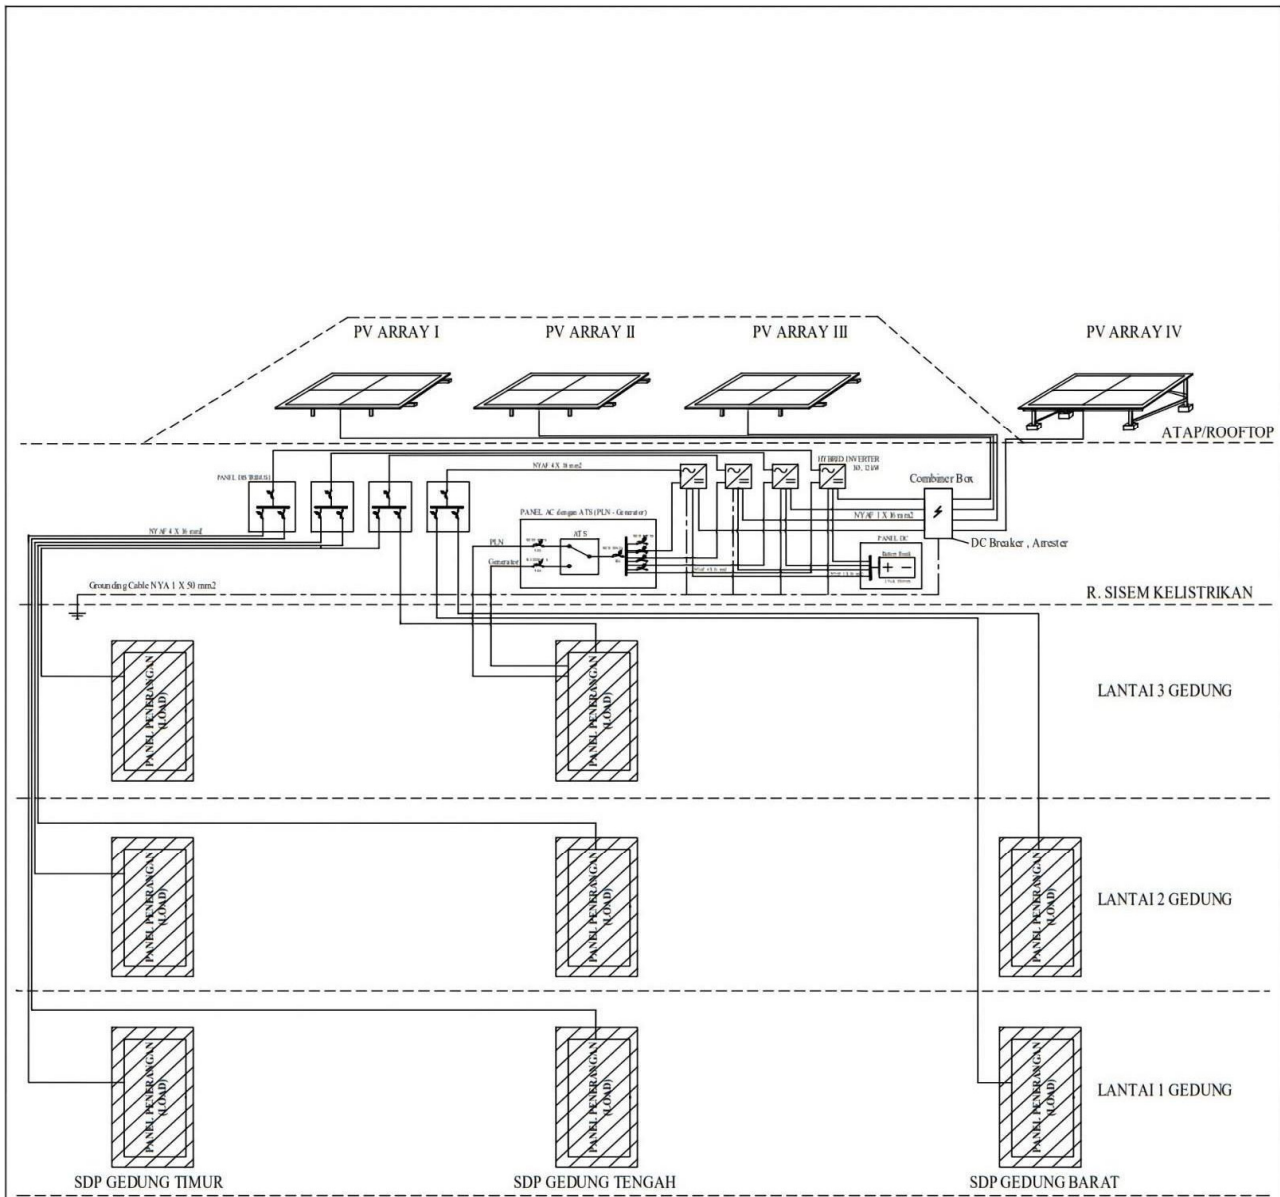 PV ARRAY I
PV ARRAY II
PV ARRAY III
PV ARRAY IV
ATAP/ROOFTOP
PANEL DISTRIBUSI
NYAF 4 X 16 mm2
HYBRID INVERTER
Combiner Box
NYAF 4 X 16 mm2
PANEL AC dengan ATS (PLN - Generator)
NYAF 1 X 16 mm2
PLN
ATS
PANEL DC
DC Breaker , Arrester
Generator
Grounding Cable NYA 1 X 50 mm2
R. SISEM KELISTRIKAN
PANEL PENERANGAN
(LOAD)
PANEL PENERANGAN
(LOAD)
LANTAI 3 GEDUNG
PANEL PENERANGAN
(LOAD)
PANEL PENERANGAN
(LOAD)
PANEL PENERANGAN
(LOAD)
LANTAI 2 GEDUNG
PANEL PENERANGAN
(LOAD)
PANEL PENERANGAN
(LOAD)
PANEL PENERANGAN
(LOAD)
LANTAI 1 GEDUNG
SDP GEDUNG TIMUR
SDP GEDUNG TENGAH
SDP GEDUNG BARAT